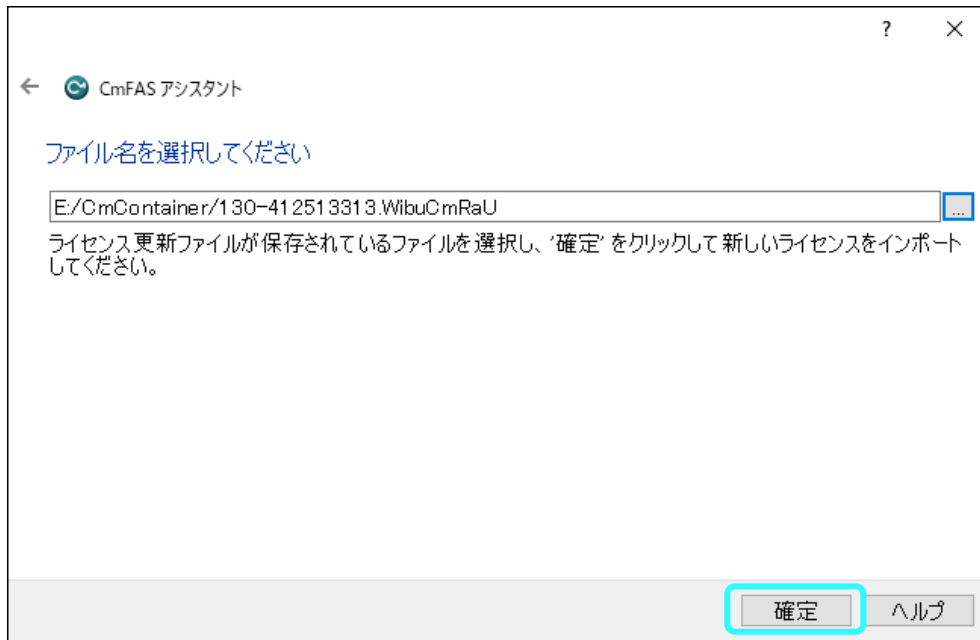 ?
CmFAS アシスタント
ファイル名を選択してください
E:/CmContainer/130-412513313.WibuCmRaU
...
ライセンス更新ファイルが保存されているファイルを選択し、'確定' をクリックして新しいライセンスをインポート
してください。
確定
ヘルプ